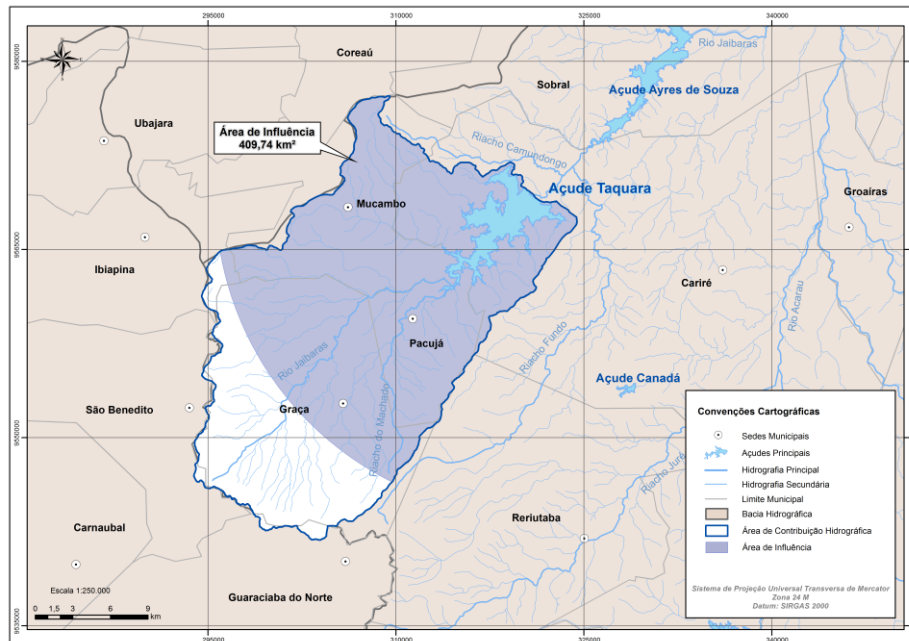 295000
310000
325000
340000
9560000
9565000
9550000
9535000
Coreaú
Rio Jaibaras
Sobral
Açude Ayres de Souza
Ubajara
Área de Influência
409,74 km²
Riacho Camundongo
Açude Taquara
Groaíras
Mucambo
Ibiapina
Cariré
Rio Acaraú
Pacujá
Riacho Fundo
Rio Jaibaras
Açude Canadá
São Benedito
Graça
Riacho do Machado
Riacho Juré
Reriutaba
Carnaubal
Guaraciaba do Norte
Escala 1:250.000
0 1,5 3 6 9
km
Convenções Cartográficas
Sedes Municipais
Açudes Principais
Hidrografia Principal
Hidrografia Secundária
Limite Municipal
Bacia Hidrográfica
Área de Contribuição Hidrográfica
Área de Influência
Sistema de Projeção Universal Transversa de Mercator
Zona 24 M
Datum: SIRGAS 2000
295000
310000
325000
340000